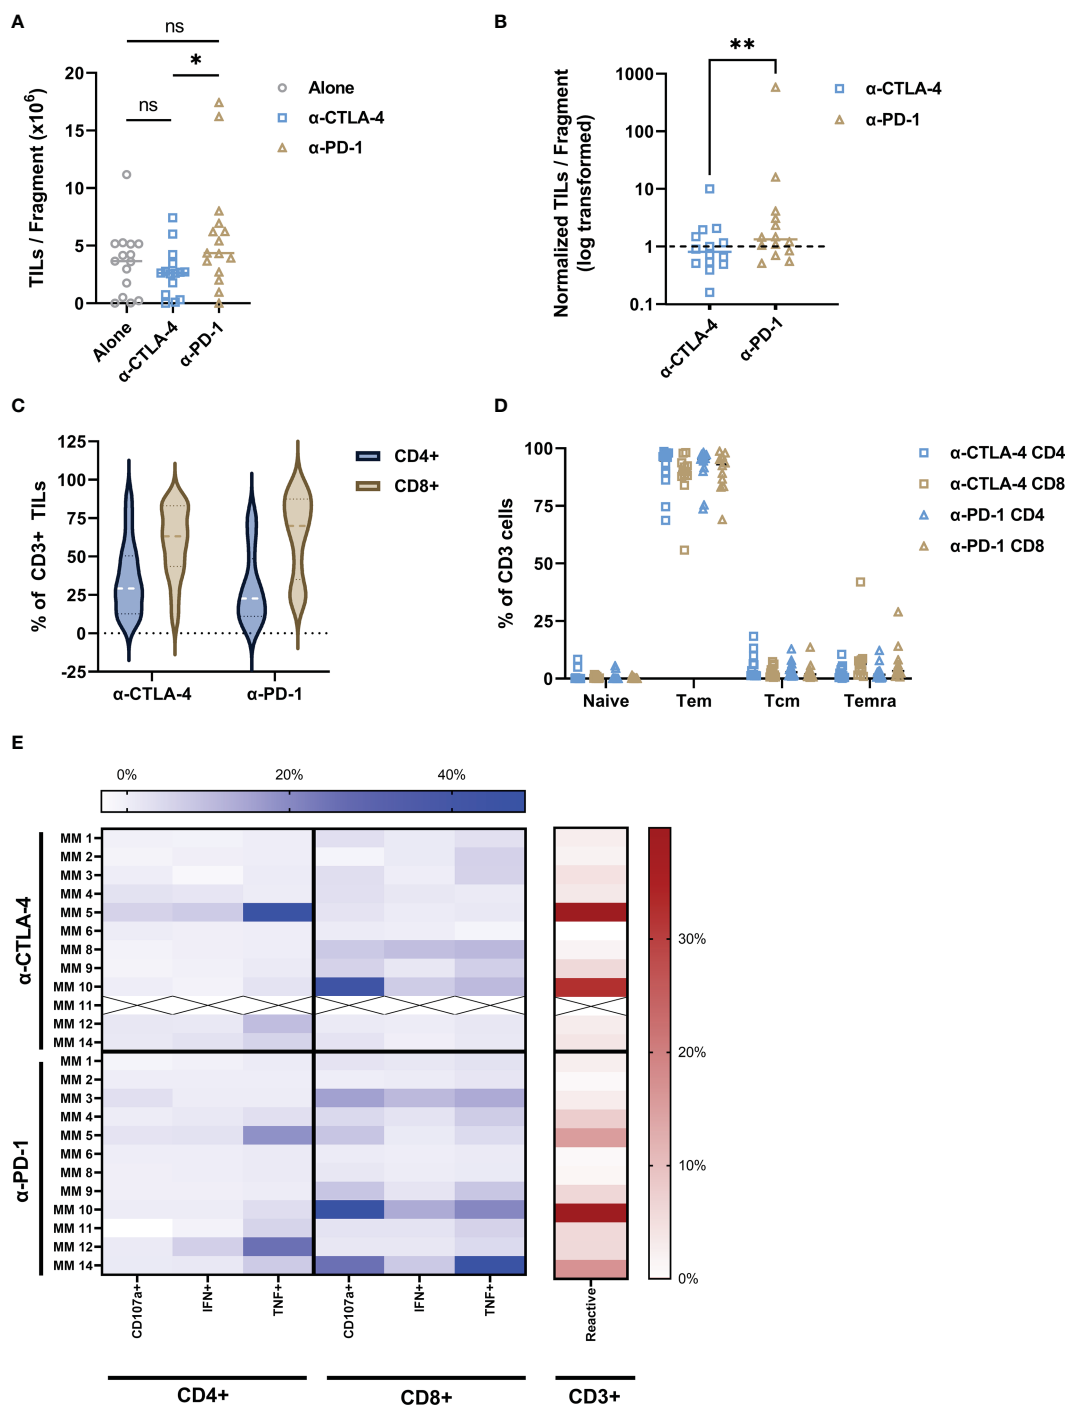 A
ns
*
ns
TILs / Fragment (x10⁶)
20
15
10
5
0
Alone
α-CTLA-4
α-PD-1
Alone
α-CTLA-4
α-PD-1
B
**
Normalized TILs / Fragment
(log transformed)
1000
100
10
1
0.1
α-CTLA-4
α-PD-1
α-CTLA-4
α-PD-1
C
% of CD3+ TILs
125
100
75
50
25
0
-25
α-CTLA-4
α-PD-1
CD4+
CD8+
D
% of CD3 cells
100
75
50
25
0
Naive
Tem
Tcm
Temra
α-CTLA-4 CD4
α-CTLA-4 CD8
α-PD-1 CD4
α-PD-1 CD8
E
0%
20%
40%
α-CTLA-4
MM 1
MM 2
MM 3
MM 4
MM 5
MM 6
MM 8
MM 9
MM 10
MM 11
MM 12
MM 14
α-PD-1
MM 1
MM 2
MM 3
MM 4
MM 5
MM 6
MM 8
MM 9
MM 10
MM 11
MM 12
MM 14
30%
20%
10%
0%
CD107a+
IFN+
TNF+
CD107a+
IFN+
TNF+
Reactive
CD4+
CD8+
CD3+